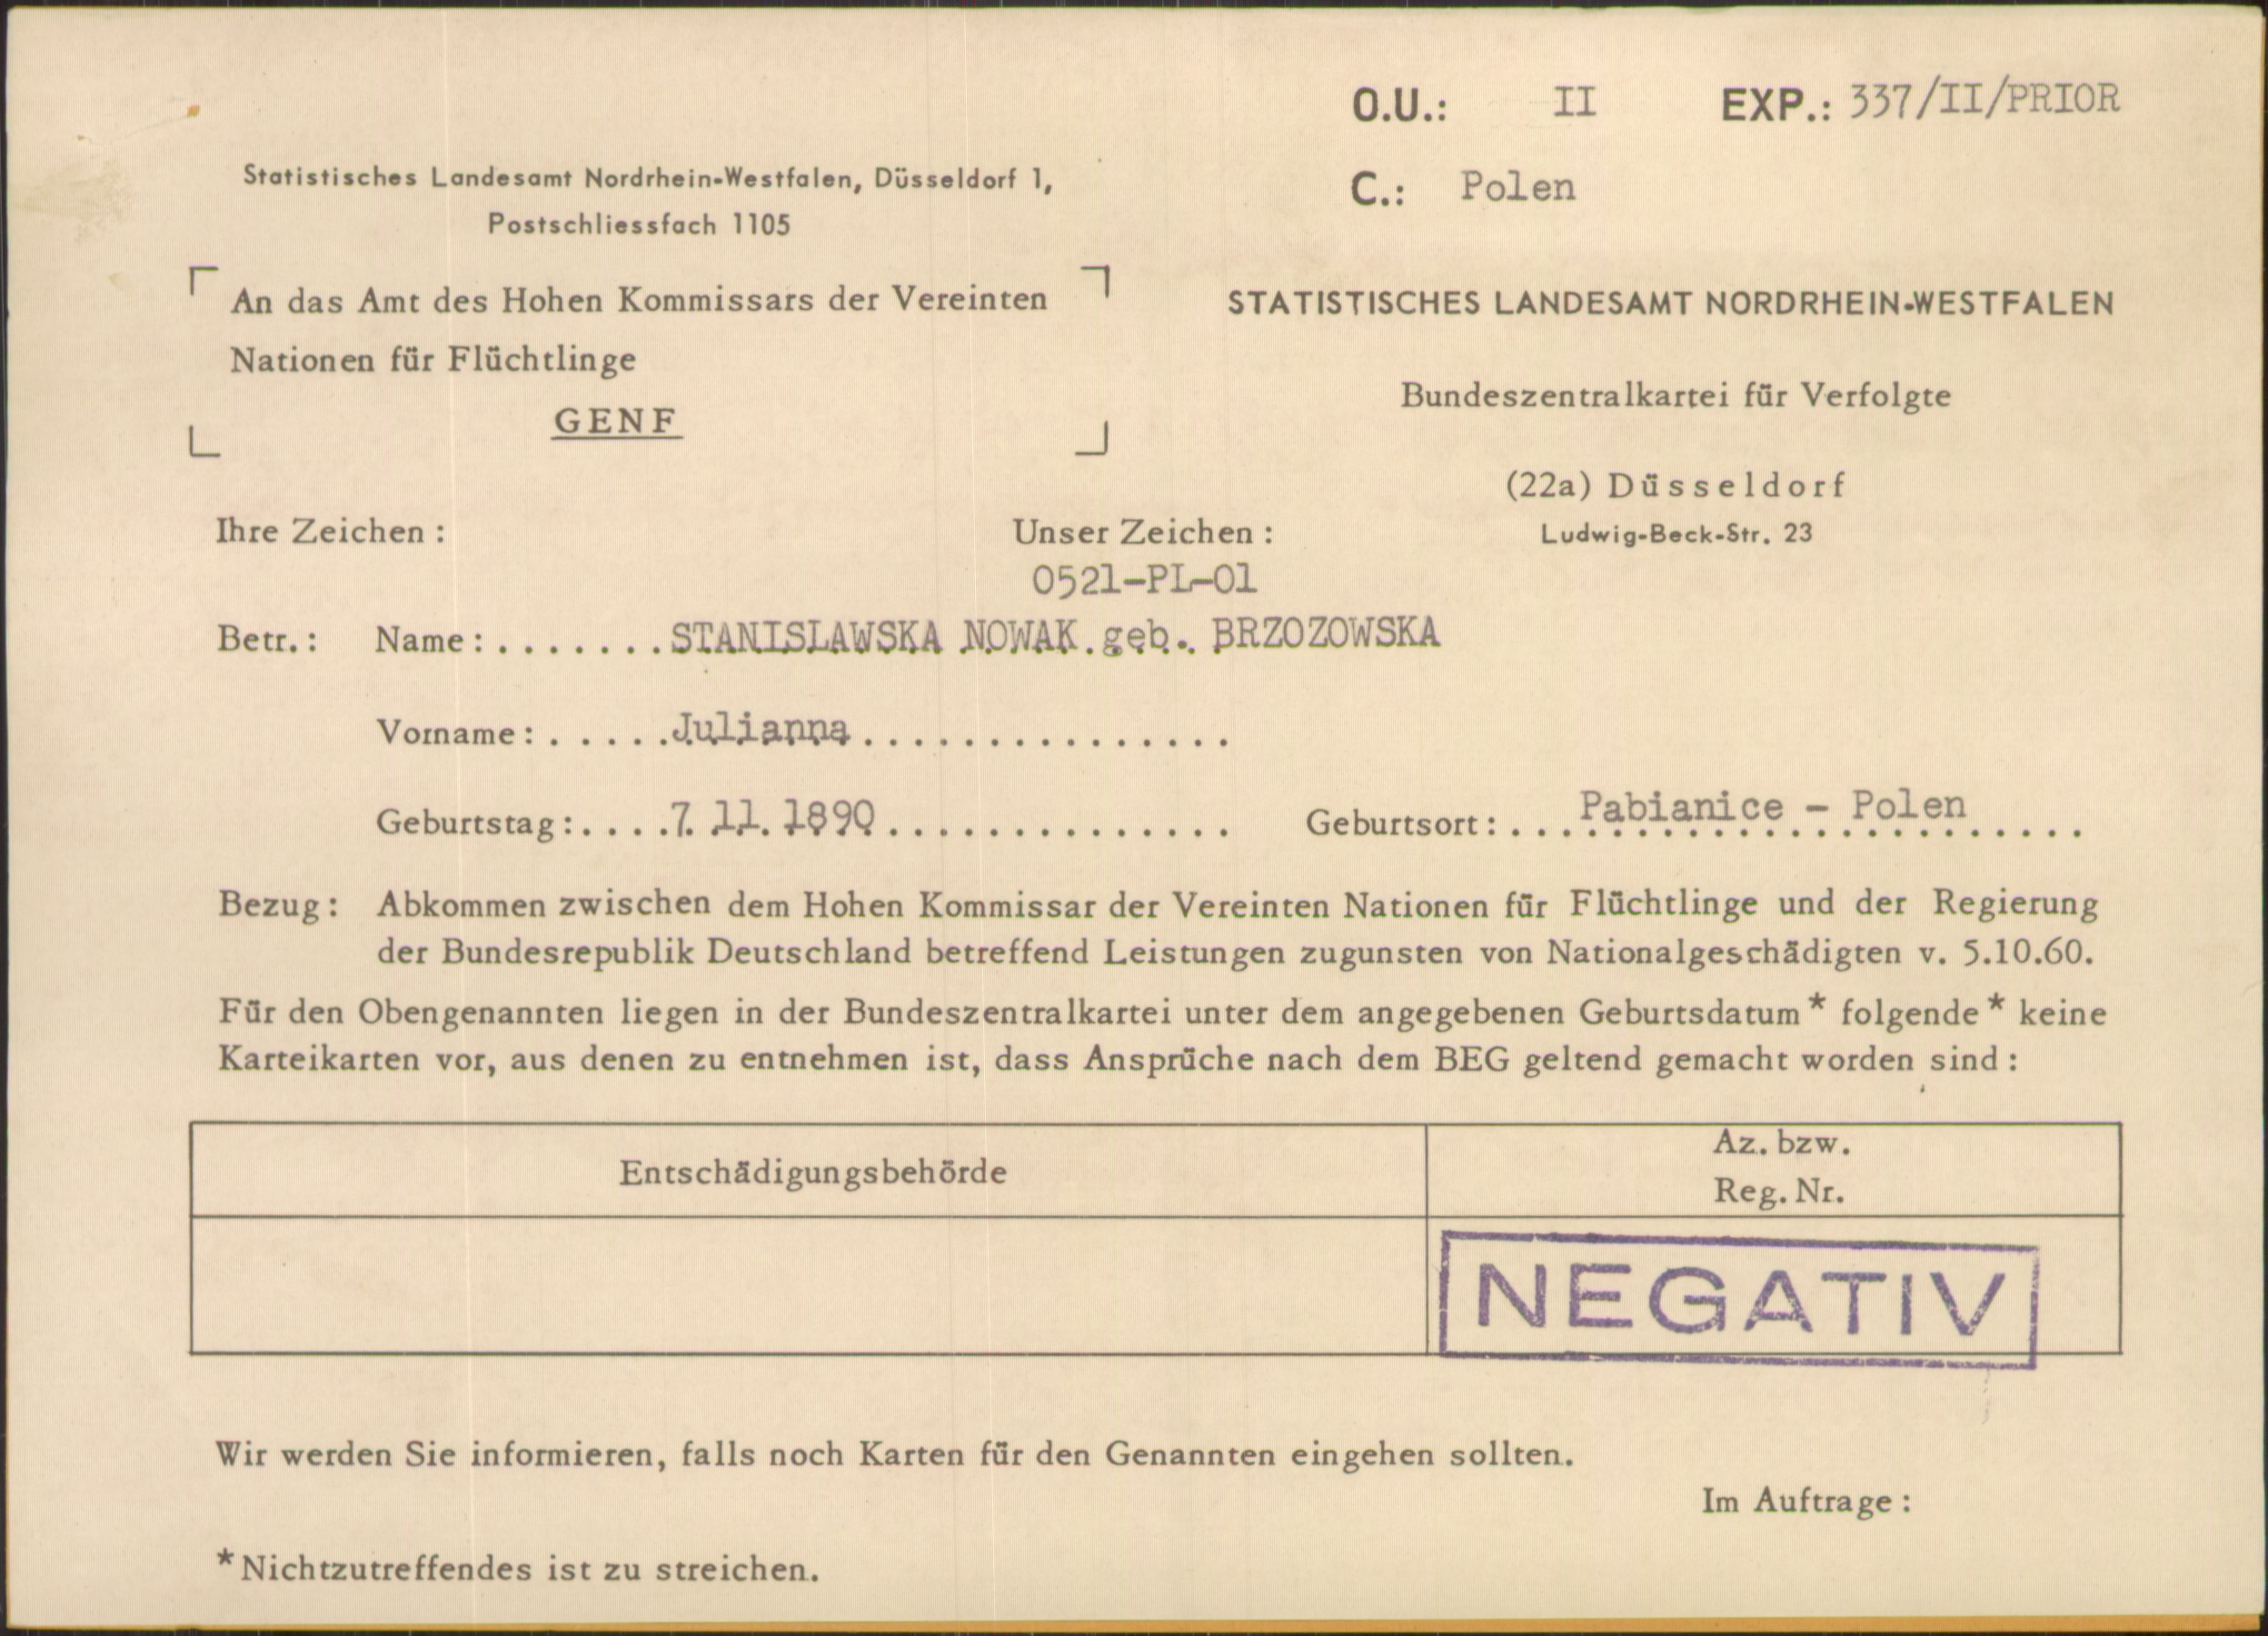 O.U.: II EXP.: 337/II/PRIOR
C.: Polen
Statistisches Landesamt Nordrhein-Westfalen, Düsseldorf 1,
Postschliessfach 1105
An das Amt des Hohen Kommissars der Vereinten
Nationen für Flüchtlinge
GENF
STATISTISCHES LANDESAMT NORDRHEIN-WESTFALEN
Bundeszentralkartei für Verfolgte
(22a) Düsseldorf
Ludwig-Beck-Str. 23
Ihre Zeichen: Unser Zeichen:
0521-PL-01
Betr.: Name: STANISLAWSKA NOWAK geb. BRZOZOWSKA
Vorname: Julianna
Geburtstag: 7. 11. 1890 Geburtsort: Pabianice - Polen
Bezug: Abkommen zwischen dem Hohen Kommissar der Vereinten Nationen für Flüchtlinge und der Regierung
der Bundesrepublik Deutschland betreffend Leistungen zugunsten von Nationalgeschädigten v. 5.10.60.
Für den Obengenannten liegen in der Bundeszentralkartei unter dem angegebenen Geburtsdatum * folgende * keine
Karteikarten vor, aus denen zu entnehmen ist, dass Ansprüche nach dem BEG geltend gemacht worden sind:
Entschädigungsbehörde
Az. bzw.
Reg. Nr.
NEGATIV
Wir werden Sie informieren, falls noch Karten für den Genannten eingehen sollten.
Im Auftrage:
* Nichtzutreffendes ist zu streichen.